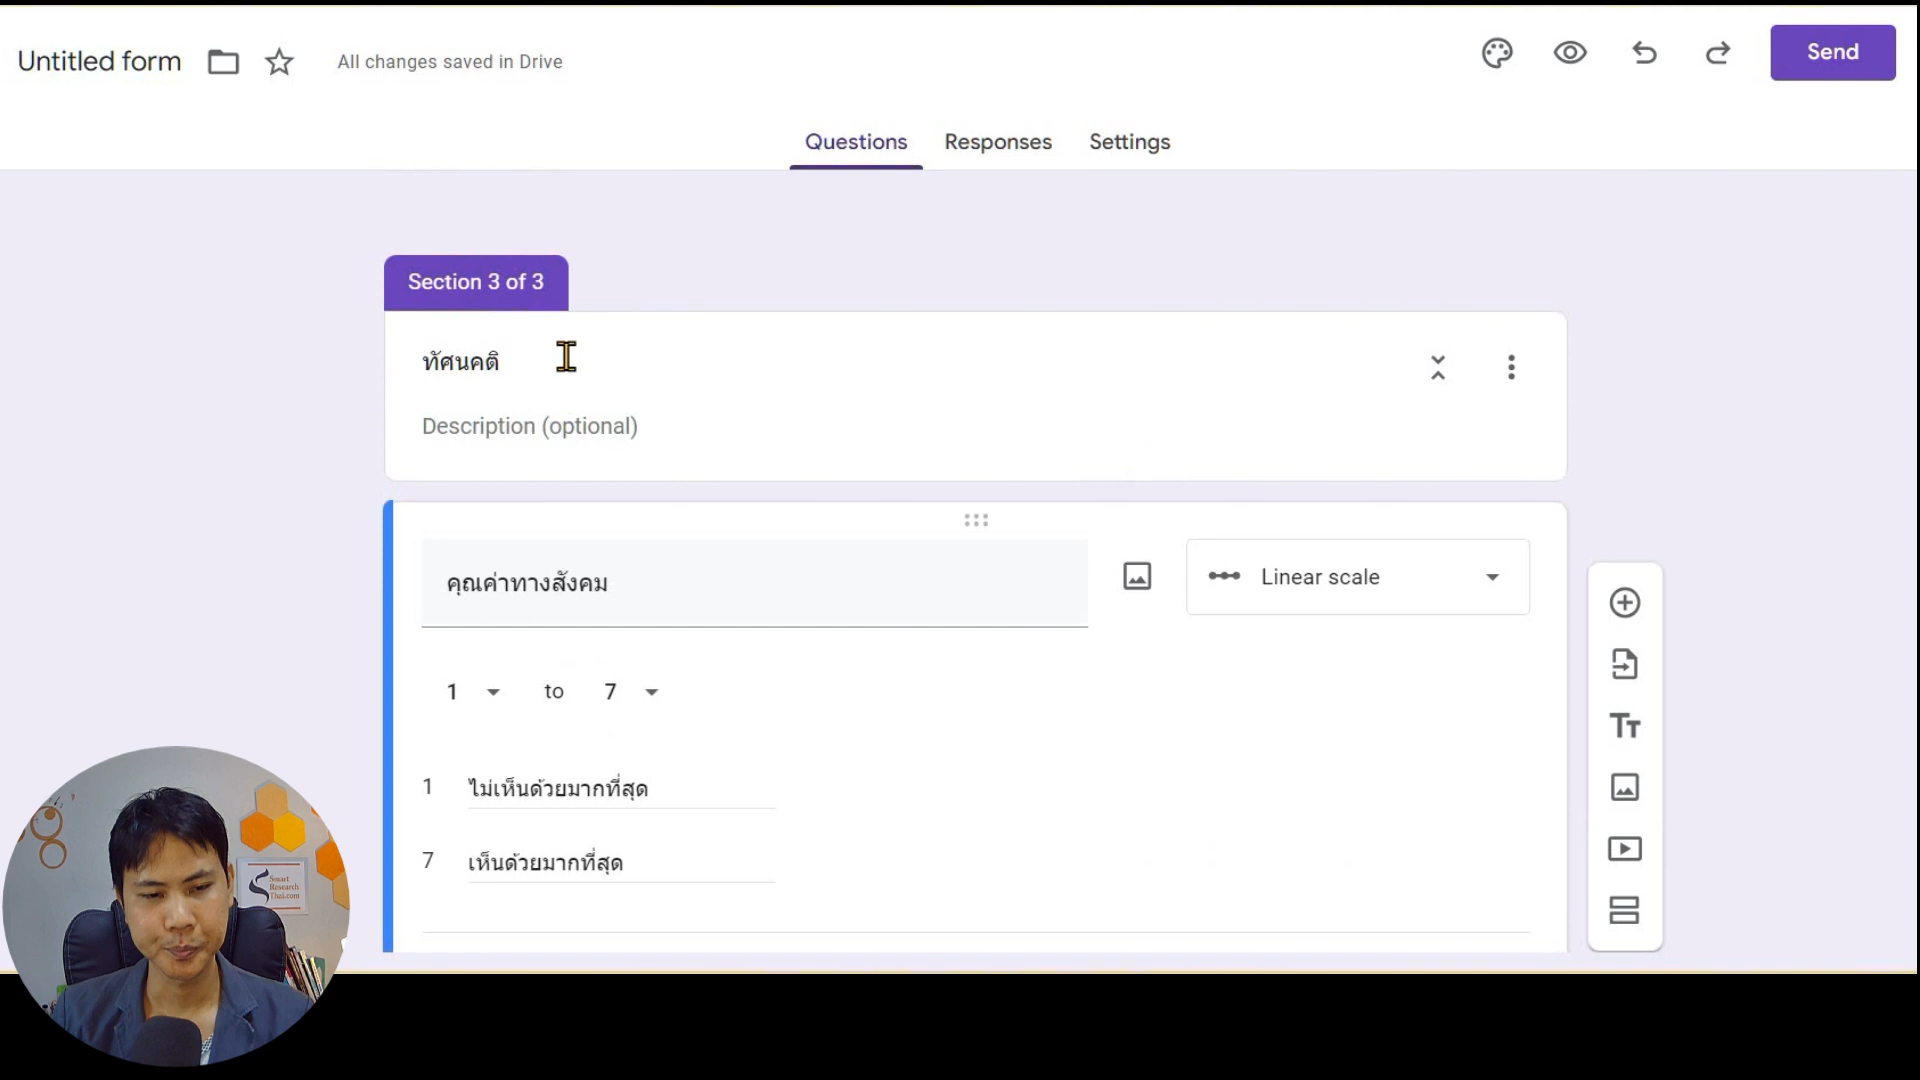 Untitled form
All changes saved in Drive
Send
Questions
Responses
Settings
Section 3 of 3
ทัศนคติ
Description (optional)
คุณค่าทางสังคม
Linear scale
1 to 7
1 ไม่เห็นด้วยมากที่สุด
7 เห็นด้วยมากที่สุด
Smart
Research
Thai.com